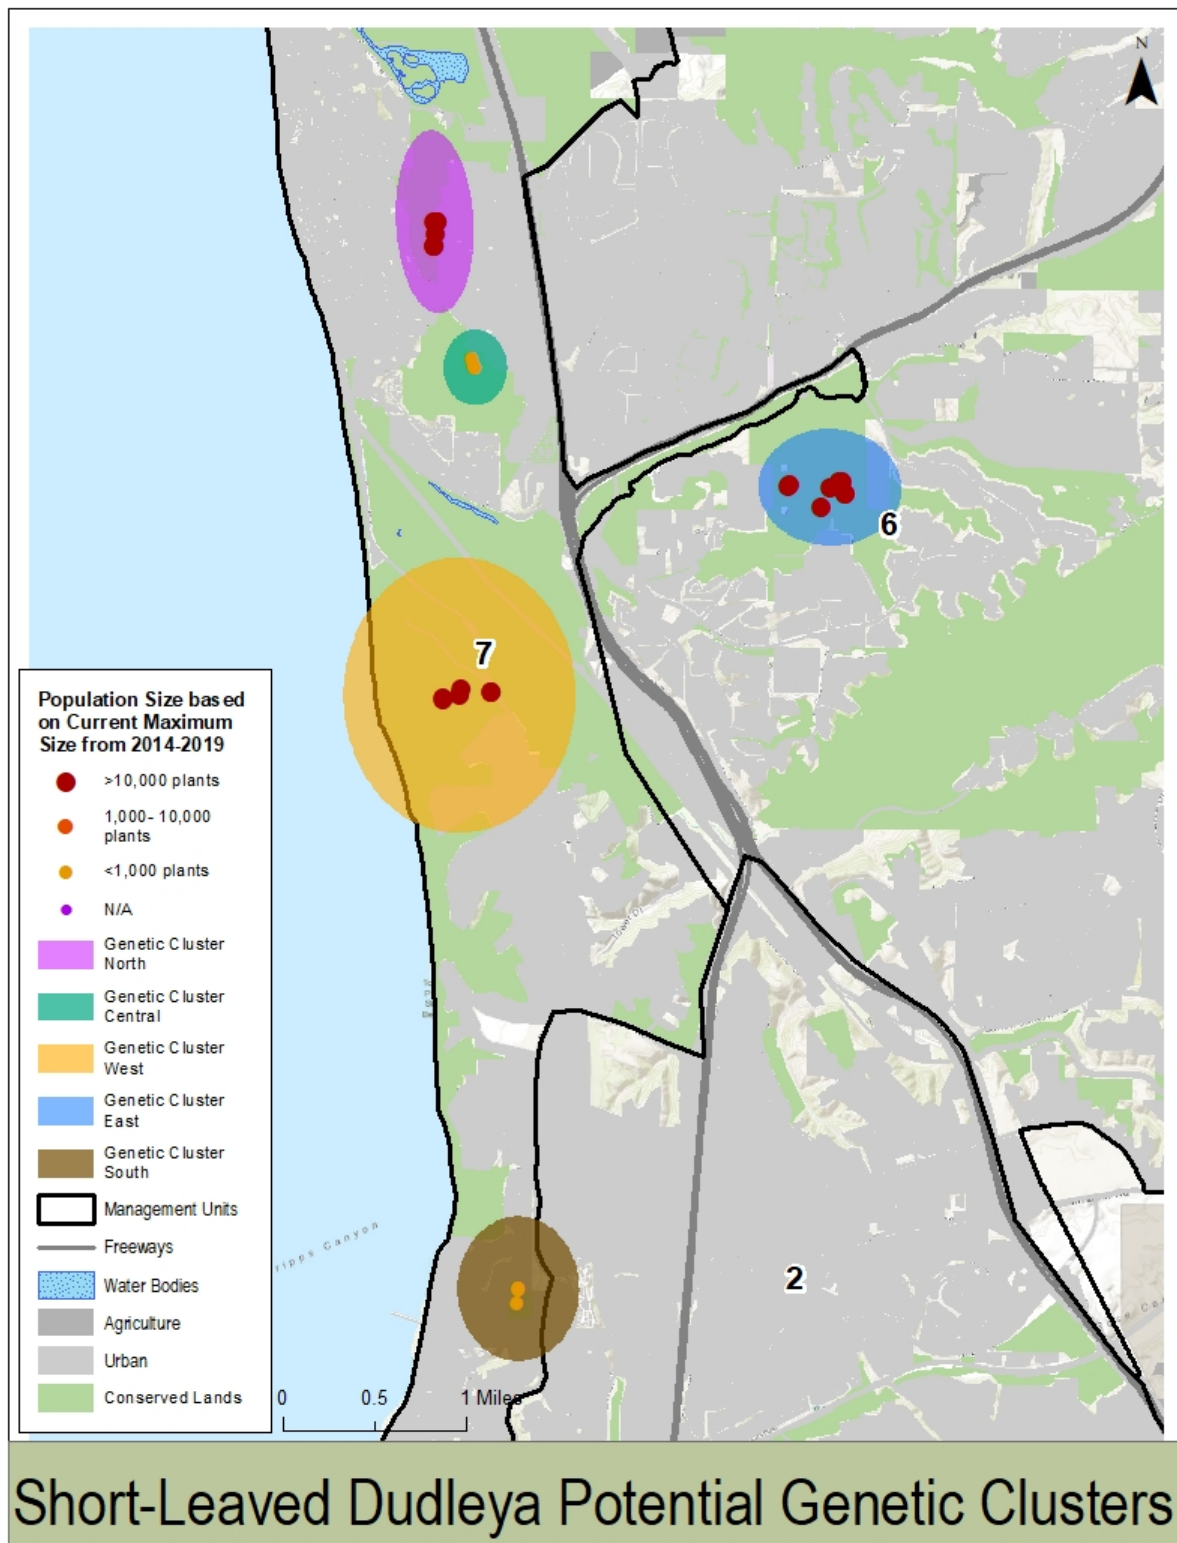 N
6
7
Population Size based
on Current Maximum
Size from 2014-2019
>10,000 plants
1,000- 10,000
plants
<1,000 plants
N/A
Genetic Cluster
North
Genetic Cluster
Central
Genetic Cluster
West
Genetic Cluster
East
Genetic Cluster
South
Management Units
Freeways
Water Bodies
Agriculture
Urban
Conserved Lands
ripps Canyon
2
0 0.5 1 Miles
Short-Leaved Dudleya Potential Genetic Clusters